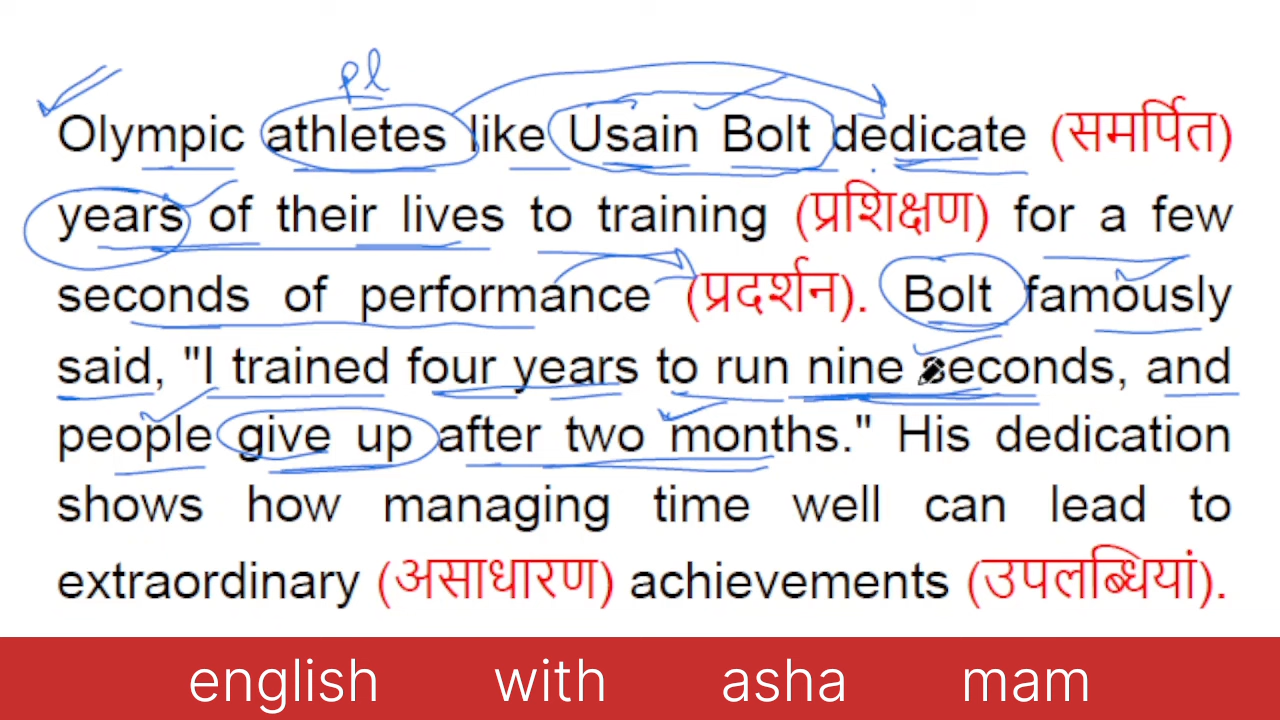 pl
Olympic athletes like Usain Bolt dedicate (समर्पित)
years of their lives to training (प्रशिक्षण) for a few
seconds of performance (प्रदर्शन). Bolt famously
said, "I trained four years to run nine seconds, and
people give up after two months." His dedication
shows how managing time well can lead to
extraordinary (असाधारण) achievements (उपलब्धियां).
english with asha mam